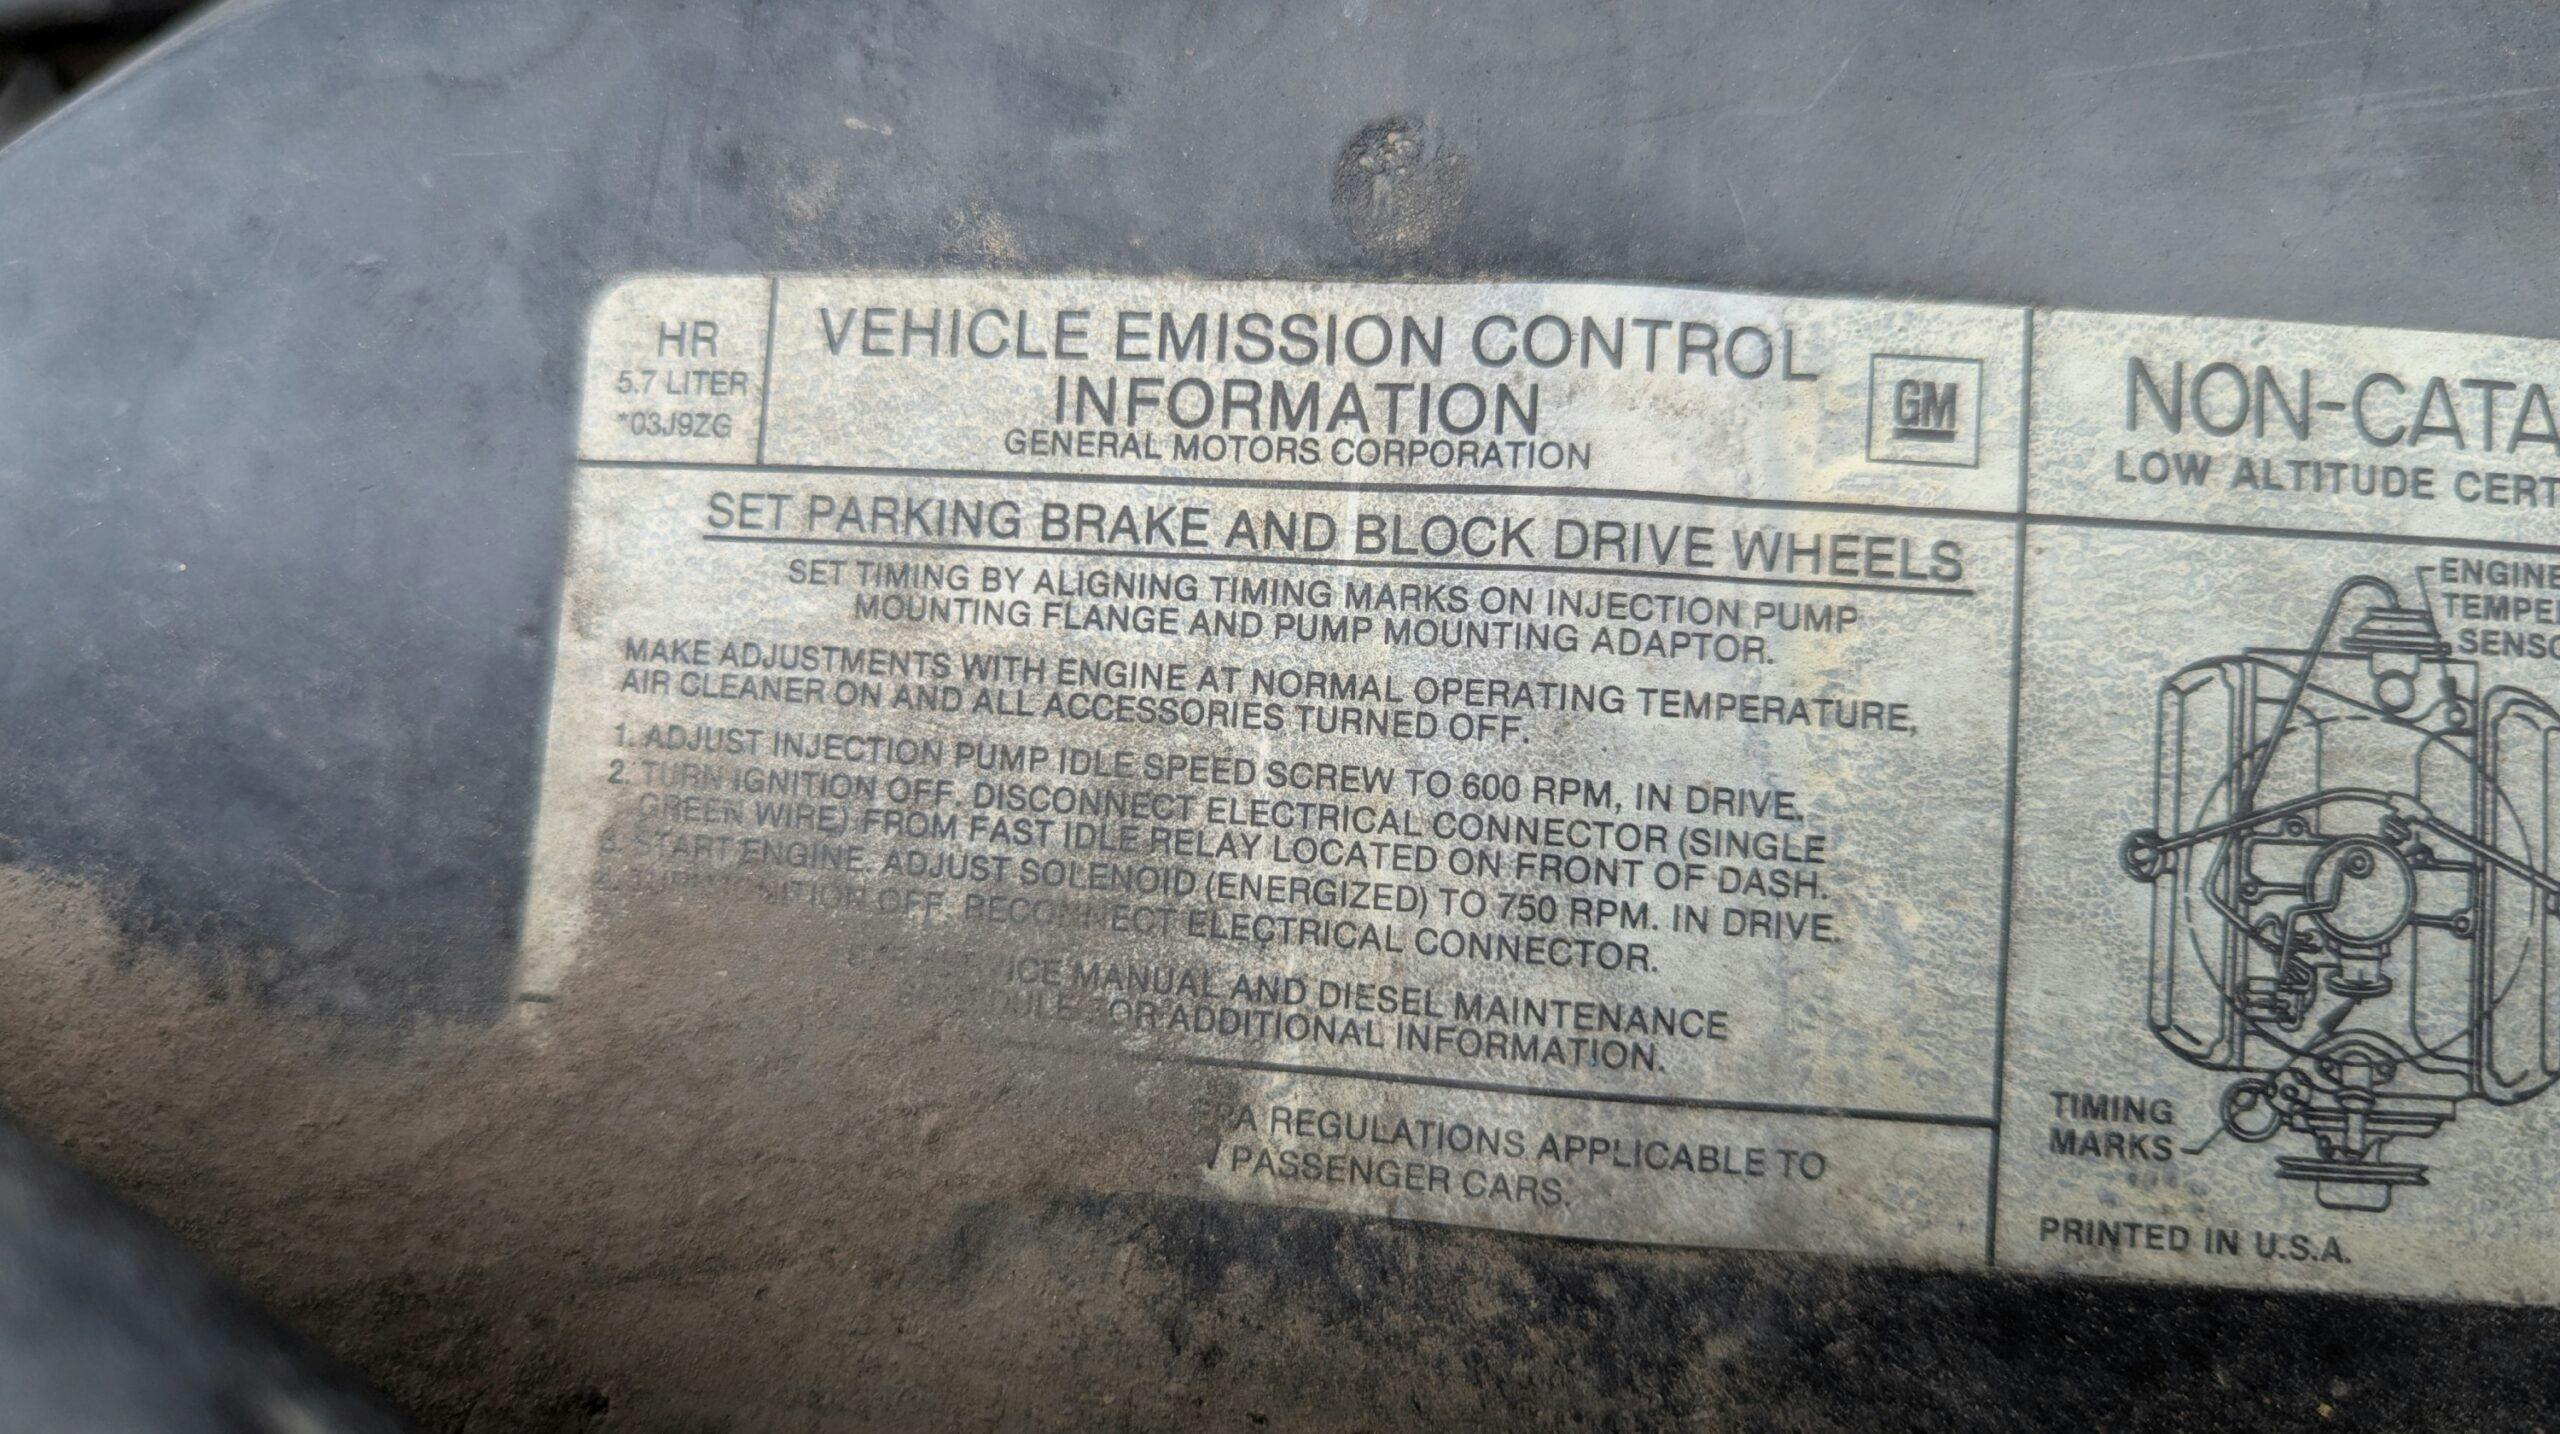 HR
5.7 LITER
*03J9ZG
VEHICLE EMISSION CONTROL
INFORMATION
GENERAL MOTORS CORPORATION
GM
SET PARKING BRAKE AND BLOCK DRIVE WHEELS
SET TIMING BY ALIGNING TIMING MARKS ON INJECTION PUMP
MOUNTING FLANGE AND PUMP MOUNTING ADAPTOR.
MAKE ADJUSTMENTS WITH ENGINE AT NORMAL OPERATING TEMPERATURE,
AIR CLEANER ON AND ALL ACCESSORIES TURNED OFF.
1. ADJUST INJECTION PUMP IDLE SPEED SCREW TO 600 RPM, IN DRIVE.
2. TURN IGNITION OFF. DISCONNECT ELECTRICAL CONNECTOR (SINGLE
GREEN WIRE) FROM FAST IDLE RELAY LOCATED ON FRONT OF DASH.
3. START ENGINE. ADJUST SOLENOID (ENERGIZED) TO 750 RPM. IN DRIVE.
OFF. RECONNECT ELECTRICAL CONNECTOR.
MANUAL AND DIESEL MAINTENANCE
FOR ADDITIONAL INFORMATION.
REGULATIONS APPLICABLE TO
PASSENGER CARS.
NON-CATA
LOW ALTITUDE CERT
ENGINE
TEMPE
SENSO
TIMING
MARKS
PRINTED IN U.S.A.